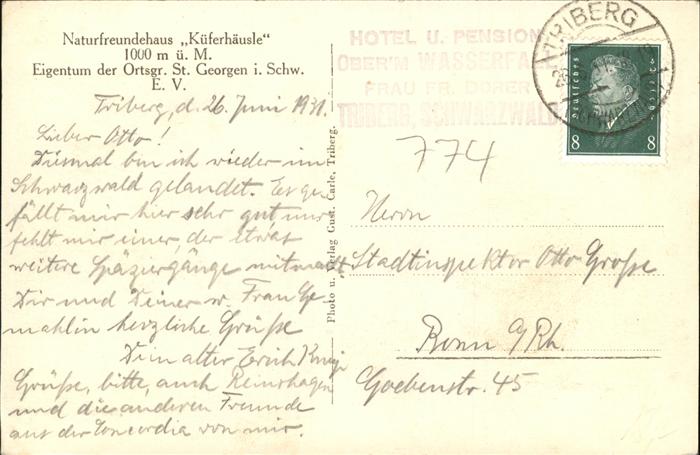 Naturfreundehaus „Küferhäusle"
1000 m ü. M.
Eigentum der Ortsgr. St. Georgen i. Schw.
E. V.
Triberg, d. 26. Juni 1931.
Lieber Otto!
Diesmal bin ich wieder im
Schwarzwald gelandet. Es ge-
fällt mir hier sehr gut nur
fehlt mir einer, der etwas
weitere Spaziergänge mitmacht
Dir und Deiner w. Frau Ge-
mahlin herzliche Grüße
Dein alter Erich
Grüße, bitte, auch Reinshagen
und die anderen Freunde
aus der Concordia von mir.
Photo u. Verlag Gust. Carle, Triberg.
HOTEL U. PENSION
OBER'M WASSERFALL
FRAU FR. DORER
TRIBERG, SCHWARZWALD
TRIBERG
DEUTSCHES REICH
8 8
774
Herrn
Stadtinspektor Otto Große
Bonn a/Rh.
Goebenstr. 45